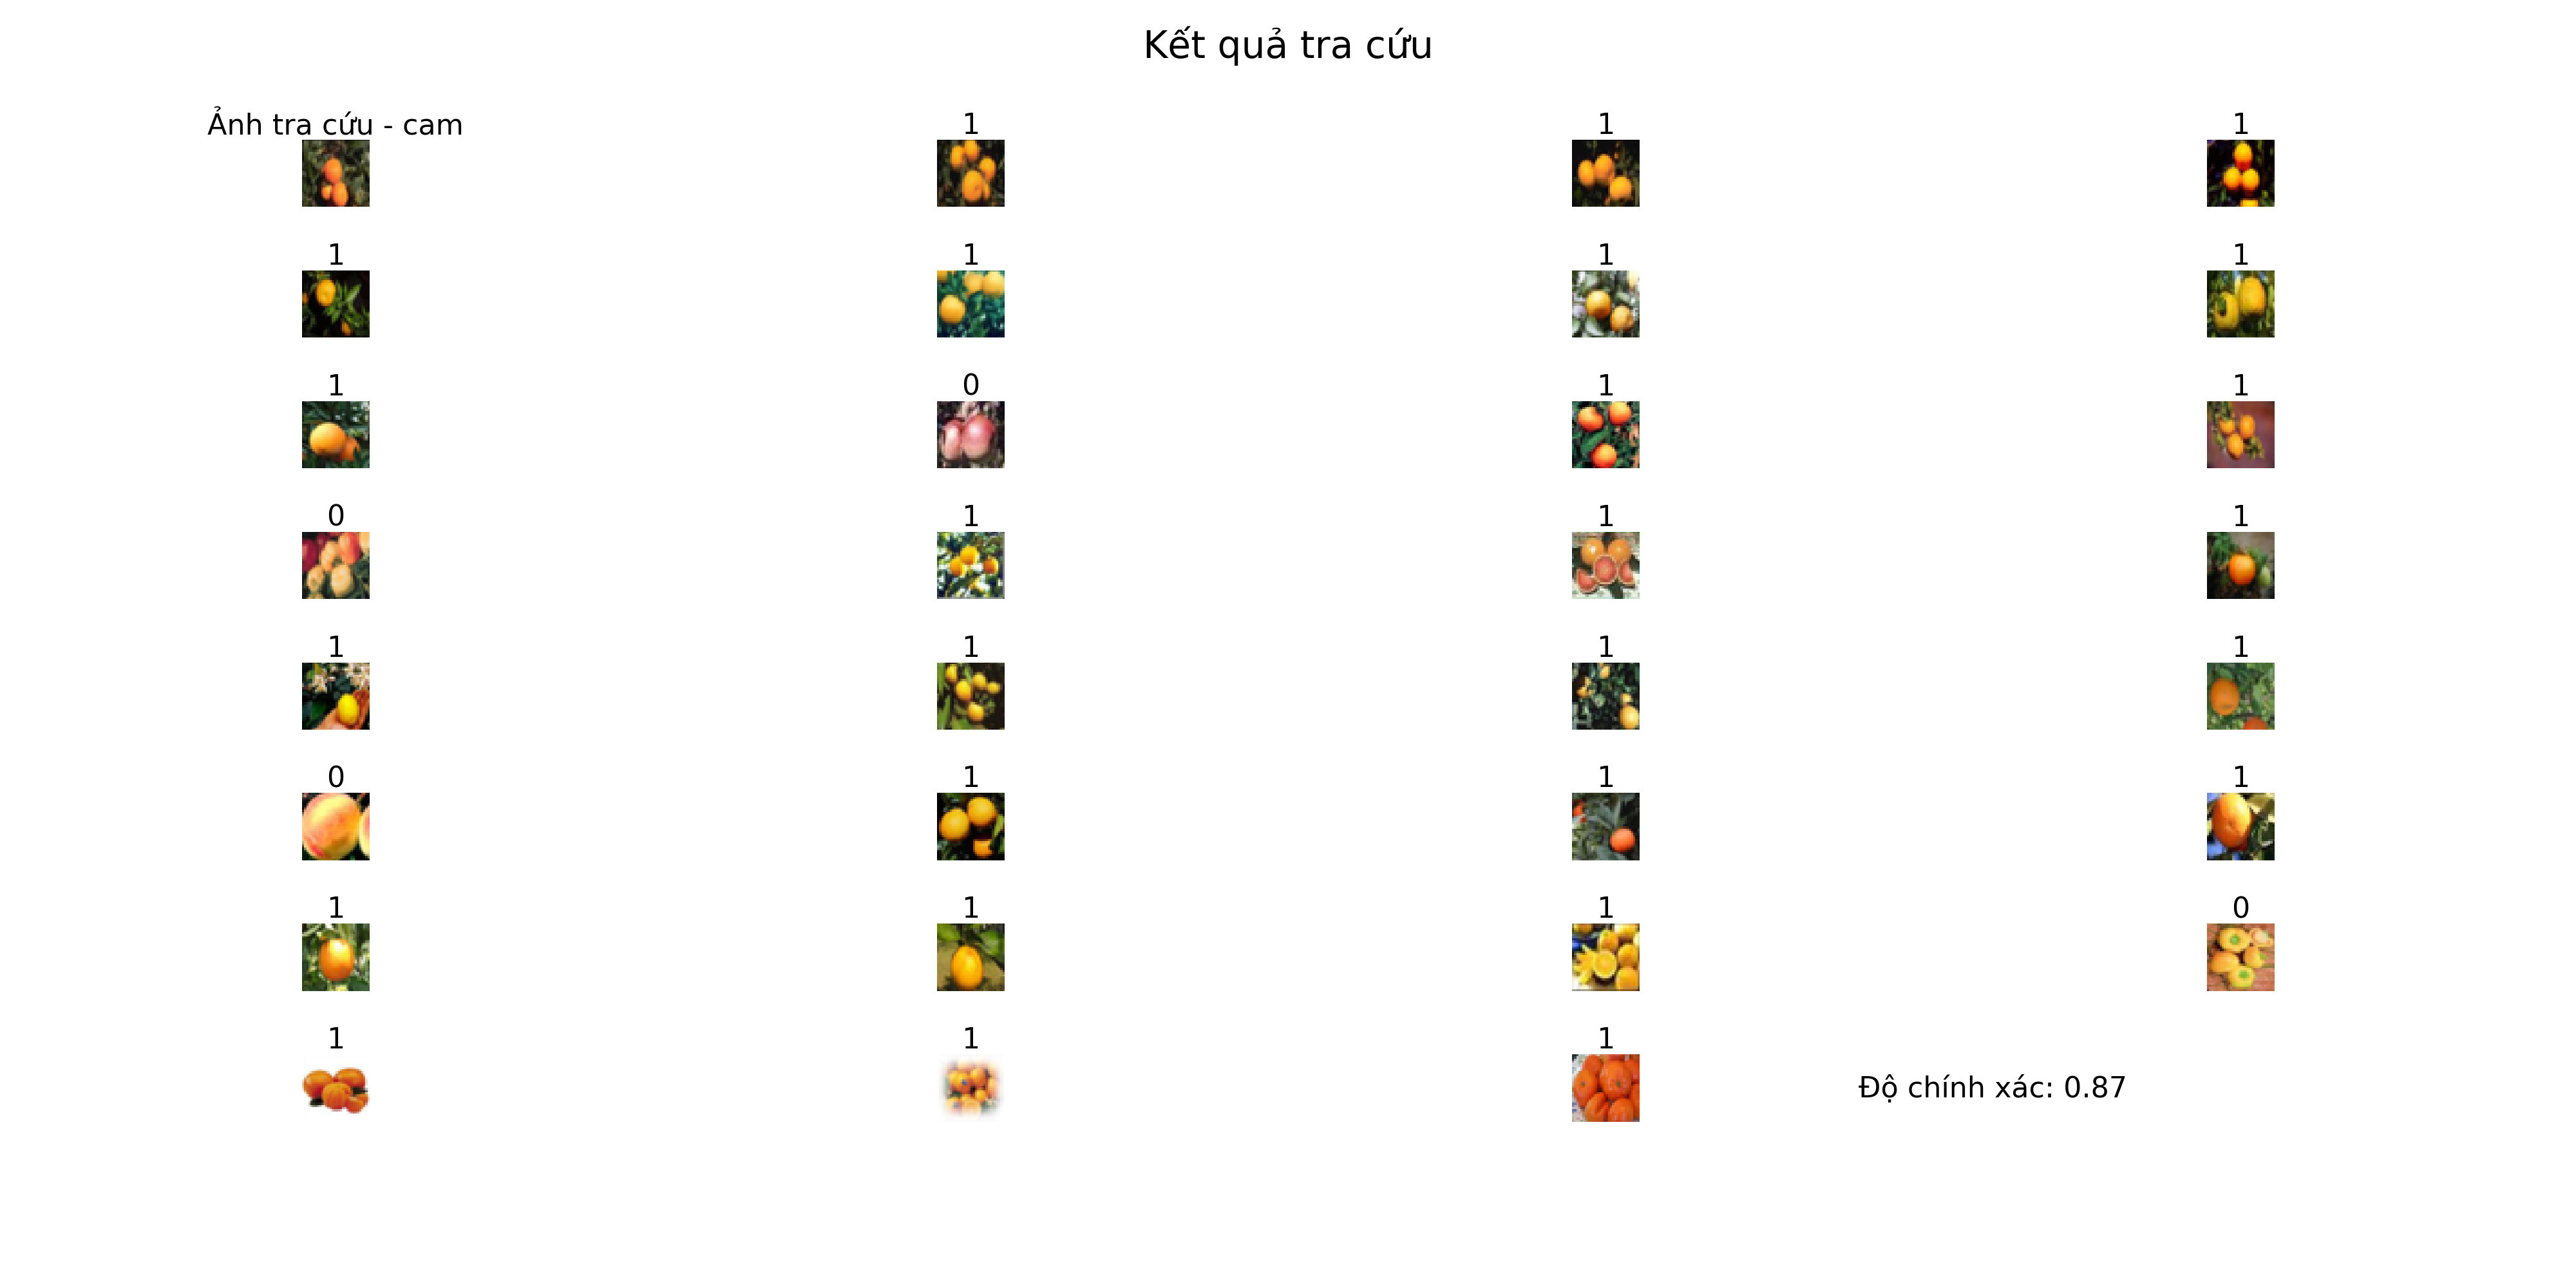 Kết quả tra cứu
Ảnh tra cứu - cam 1 1 1
1 1 1 1
1 0 1 1
0 1 1 1
1 1 1 1
0 1 1 1
1 1 1 0
1 1 1
Độ chính xác: 0.87